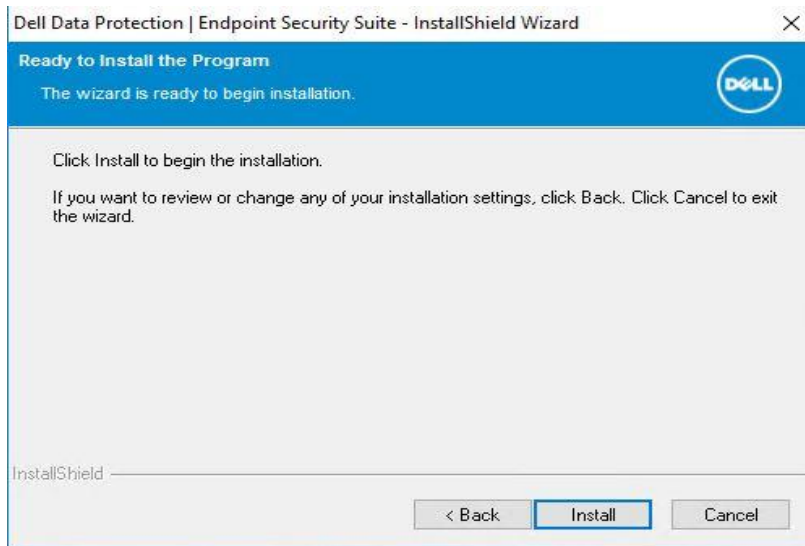 Dell Data Protection | Endpoint Security Suite - InstallShield Wizard
Ready to Install the Program
The wizard is ready to begin installation.
DELL
Click Install to begin the installation.
If you want to review or change any of your installation settings, click Back. Click Cancel to exit
the wizard.
InstallShield
< Back Install Cancel